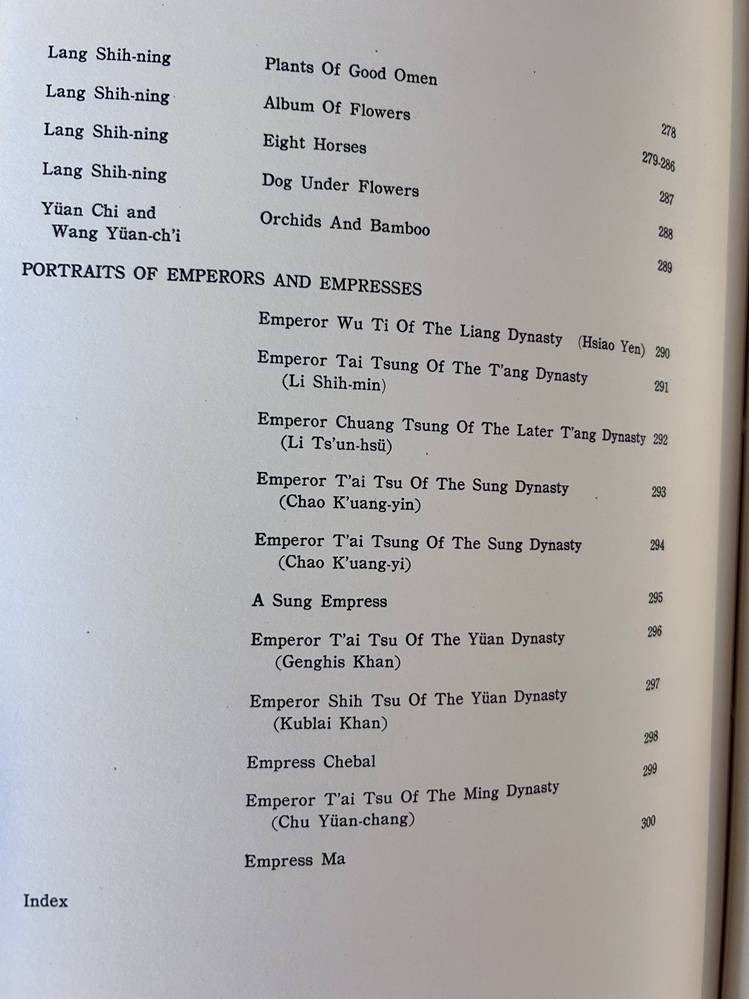 Lang Shih-ning Plants Of Good Omen 278
Lang Shih-ning Album Of Flowers 279-286
Lang Shih-ning Eight Horses 287
Lang Shih-ning Dog Under Flowers 288
Yüan Chi and Orchids And Bamboo 289
Wang Yüan-ch'i
PORTRAITS OF EMPERORS AND EMPRESSES
Emperor Wu Ti Of The Liang Dynasty (Hsiao Yen) 290
Emperor Tai Tsung Of The T'ang Dynasty 291
(Li Shih-min)
Emperor Chuang Tsung Of The Later T'ang Dynasty 292
(Li Ts'un-hsü)
Emperor T'ai Tsu Of The Sung Dynasty 293
(Chao K'uang-yin)
Emperor T'ai Tsung Of The Sung Dynasty 294
(Chao K'uang-yi)
A Sung Empress 295
Emperor T'ai Tsu Of The Yüan Dynasty 296
(Genghis Khan)
Emperor Shih Tsu Of The Yüan Dynasty 297
(Kublai Khan)
Empress Chebal 298
Emperor T'ai Tsu Of The Ming Dynasty 299
(Chu Yüan-chang)
Empress Ma 300
Index